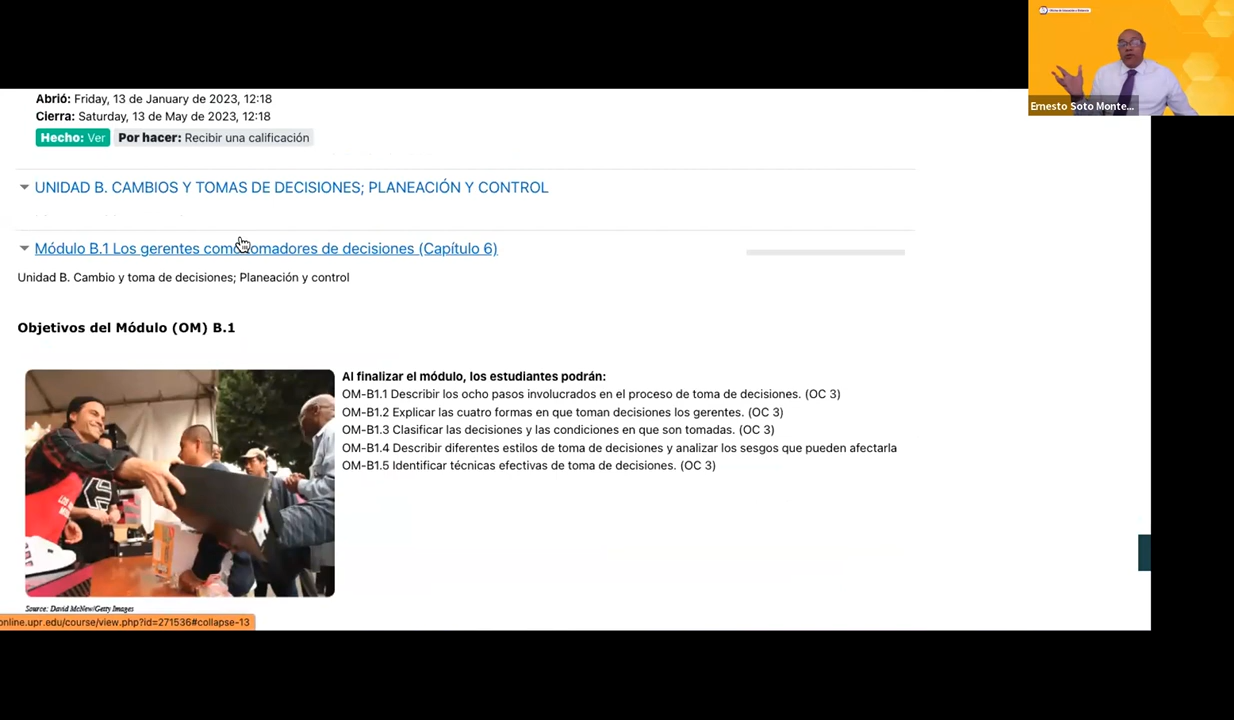 Abrió: Friday, 13 de January de 2023, 12:18
Cierra: Saturday, 13 de May de 2023, 12:18
Hecho: Ver Por hacer: Recibir una calificación
UNIDAD B. CAMBIOS Y TOMAS DE DECISIONES; PLANEACIÓN Y CONTROL
Módulo B.1 Los gerentes como tomadores de decisiones (Capítulo 6)
Unidad B. Cambio y toma de decisiones; Planeación y control
Objetivos del Módulo (OM) B.1
Al finalizar el módulo, los estudiantes podrán:
OM-B1.1 Describir los ocho pasos involucrados en el proceso de toma de decisiones. (OC 3)
OM-B1.2 Explicar las cuatro formas en que toman decisiones los gerentes. (OC 3)
OM-B1.3 Clasificar las decisiones y las condiciones en que son tomadas. (OC 3)
OM-B1.4 Describir diferentes estilos de toma de decisiones y analizar los sesgos que pueden afectarla
OM-B1.5 Identificar técnicas efectivas de toma de decisiones. (OC 3)
Source: David McNew/Getty Images
online.upr.edu/course/view.php?id=271536#collapse-13
Ernesto Soto Monte...